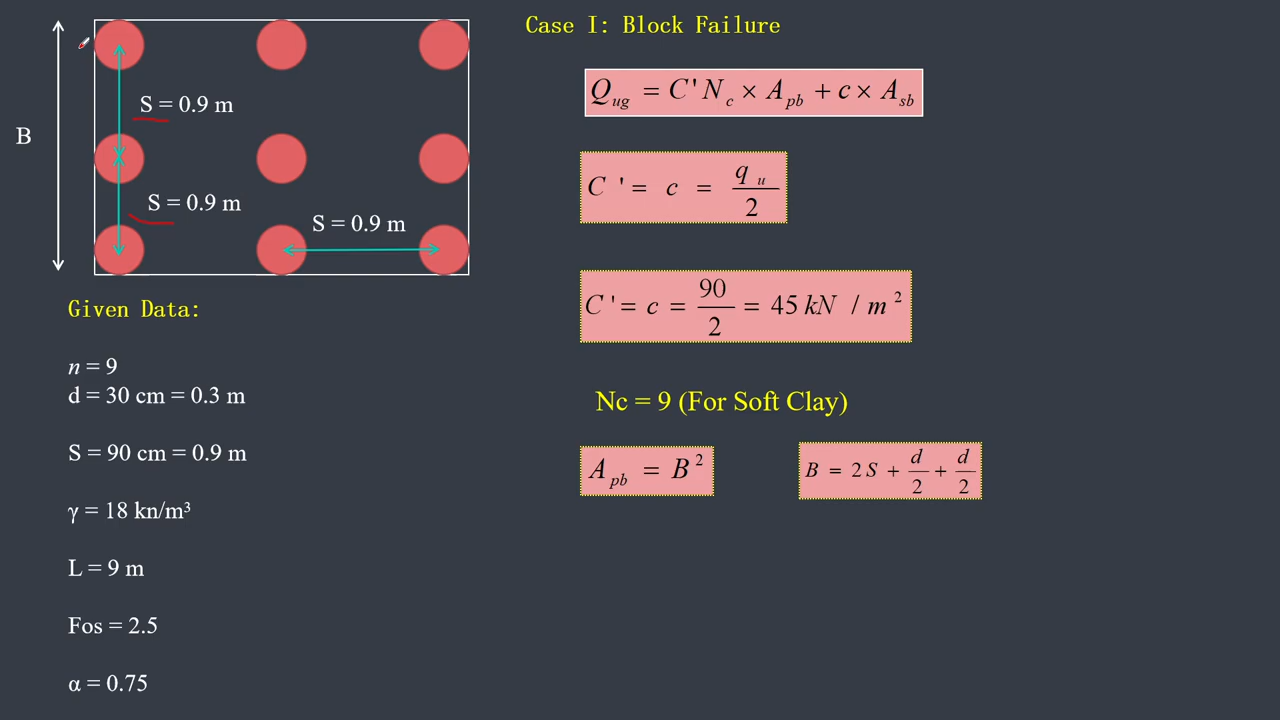 B
S = 0.9 m
S = 0.9 m
S = 0.9 m
Given Data:
n = 9
d = 30 cm = 0.3 m
S = 90 cm = 0.9 m
γ = 18 kn/m³
L = 9 m
Fos = 2.5
α = 0.75
Case I: Block Failure
Q_ug = C' N_c × A_pb + c × A_sb
C' = c = q_u / 2
C' = c = 90 / 2 = 45 kN / m²
Nc = 9 (For Soft Clay)
A_pb = B²
B = 2S + d/2 + d/2